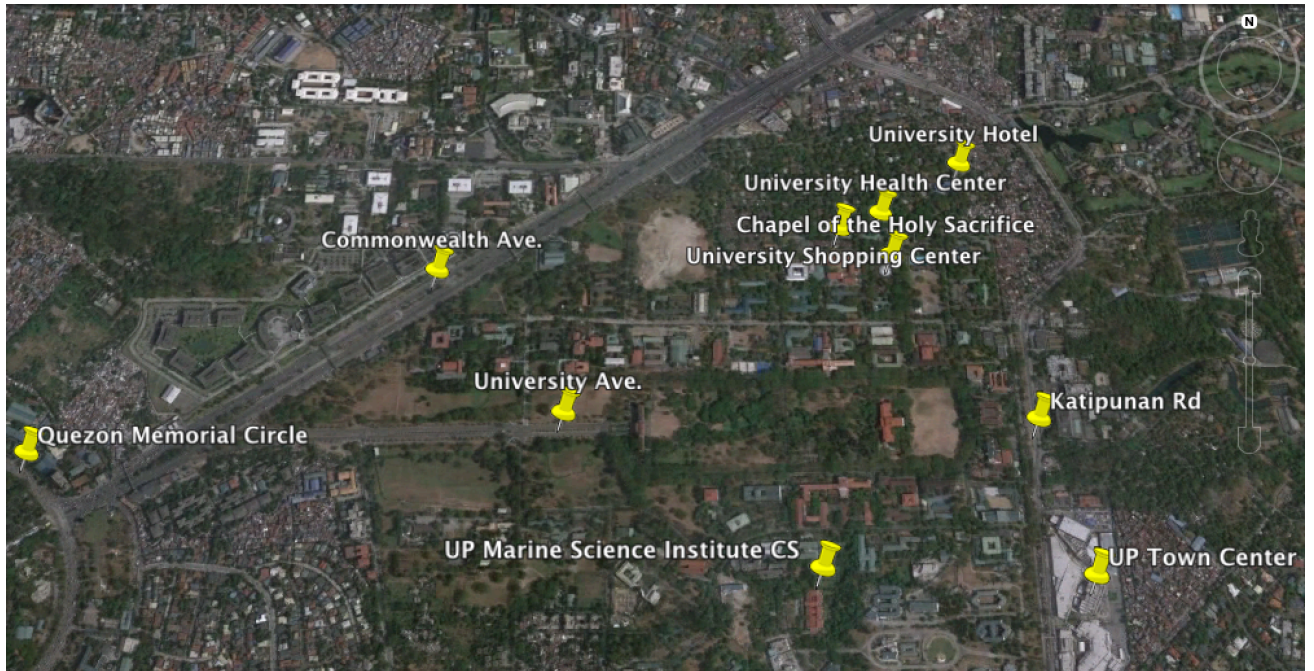 N
University Hotel
University Health Center
Chapel of the Holy Sacrifice
Commonwealth Ave.
University Shopping Center
University Ave.
Katipunan Rd
Quezon Memorial Circle
UP Marine Science Institute CS
UP Town Center